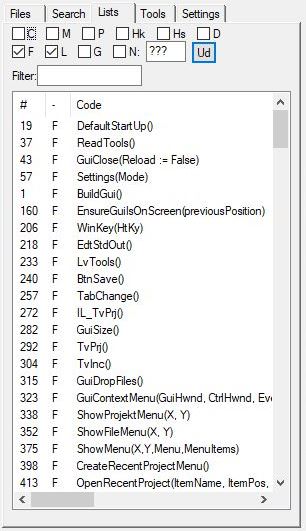 Files Search Lists Tools Settings
C M P Hk Hs D
F L G N: ??? Ud
Filter:
# - Code
19 F DefaultStartUp()
37 F ReadTools()
43 F GuiClose(Reload := False)
57 F Settings(Mode)
1 F BuildGui()
160 F EnsureGuiIsOnScreen(previousPosition)
206 F WinKey(HtKy)
218 F EdtStdOut()
233 F LvTools()
240 F BtnSave()
257 F TabChange()
272 F IL_TvPrj()
282 F GuiSize()
292 F TvPrj()
304 F TvInc()
315 F GuiDropFiles()
323 F GuiContextMenu(GuiHwnd, CtrlHwnd, Eve
338 F ShowProjektMenu(X, Y)
352 F ShowFileMenu(X, Y)
375 F ShowMenu(X,Y,Menu,MenuItems)
398 F CreateRecentProjectMenu()
413 F OpenRecentProject(ItemName, ItemPos,